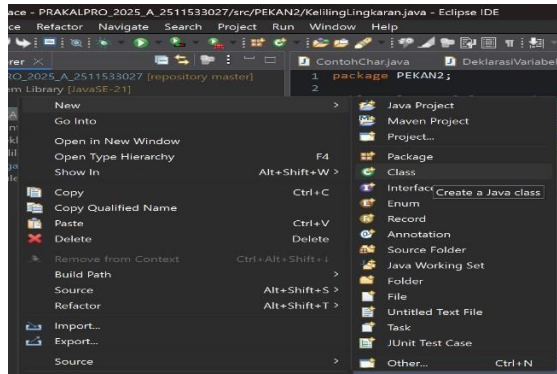 ace - PRAKALPRO_2025_A_2511533027/src/PEKAN2/KelilingLingkaran.java - Eclipse IDE
ce Refactor Navigate Search Project Run Window Help
orer
ContohChar.java DeklarasiVariabel
RO_2025_A_2511533027 [repository master]
em Library [JavaSE-21]
1 package PEKAN2;
2
New >
Go Into
Open in New Window
Open Type Hierarchy F4
Show In Alt+Shift+W >
Copy Ctrl+C
Copy Qualified Name
Paste Ctrl+V
Delete Delete
Remove from Context Ctrl+Alt+Shift+↓
Build Path >
Source Alt+Shift+S >
Refactor Alt+Shift+T >
Import...
Export...
Source >
Java Project
Maven Project
Project...
Package
Class
Interface
Create a Java class
Enum
Record
Annotation
Source Folder
Java Working Set
Folder
File
Untitled Text File
Task
JUnit Test Case
Other... Ctrl+N